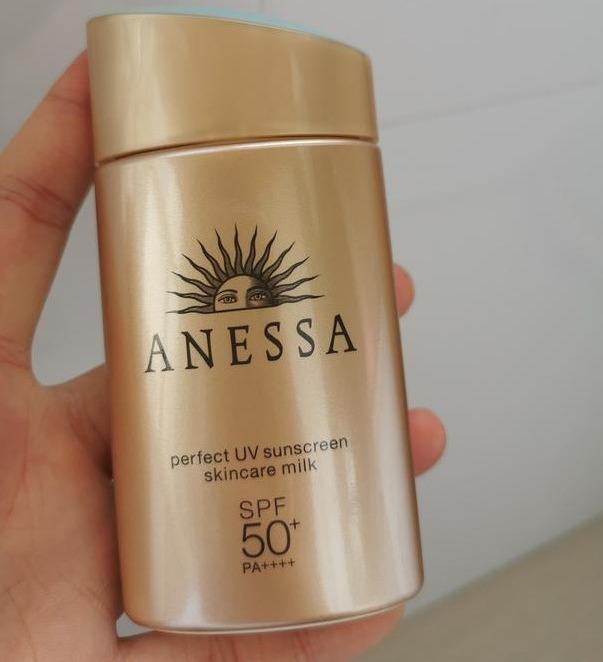 ANESSA
perfect UV sunscreen
skincare milk
SPF
50+
PA++++